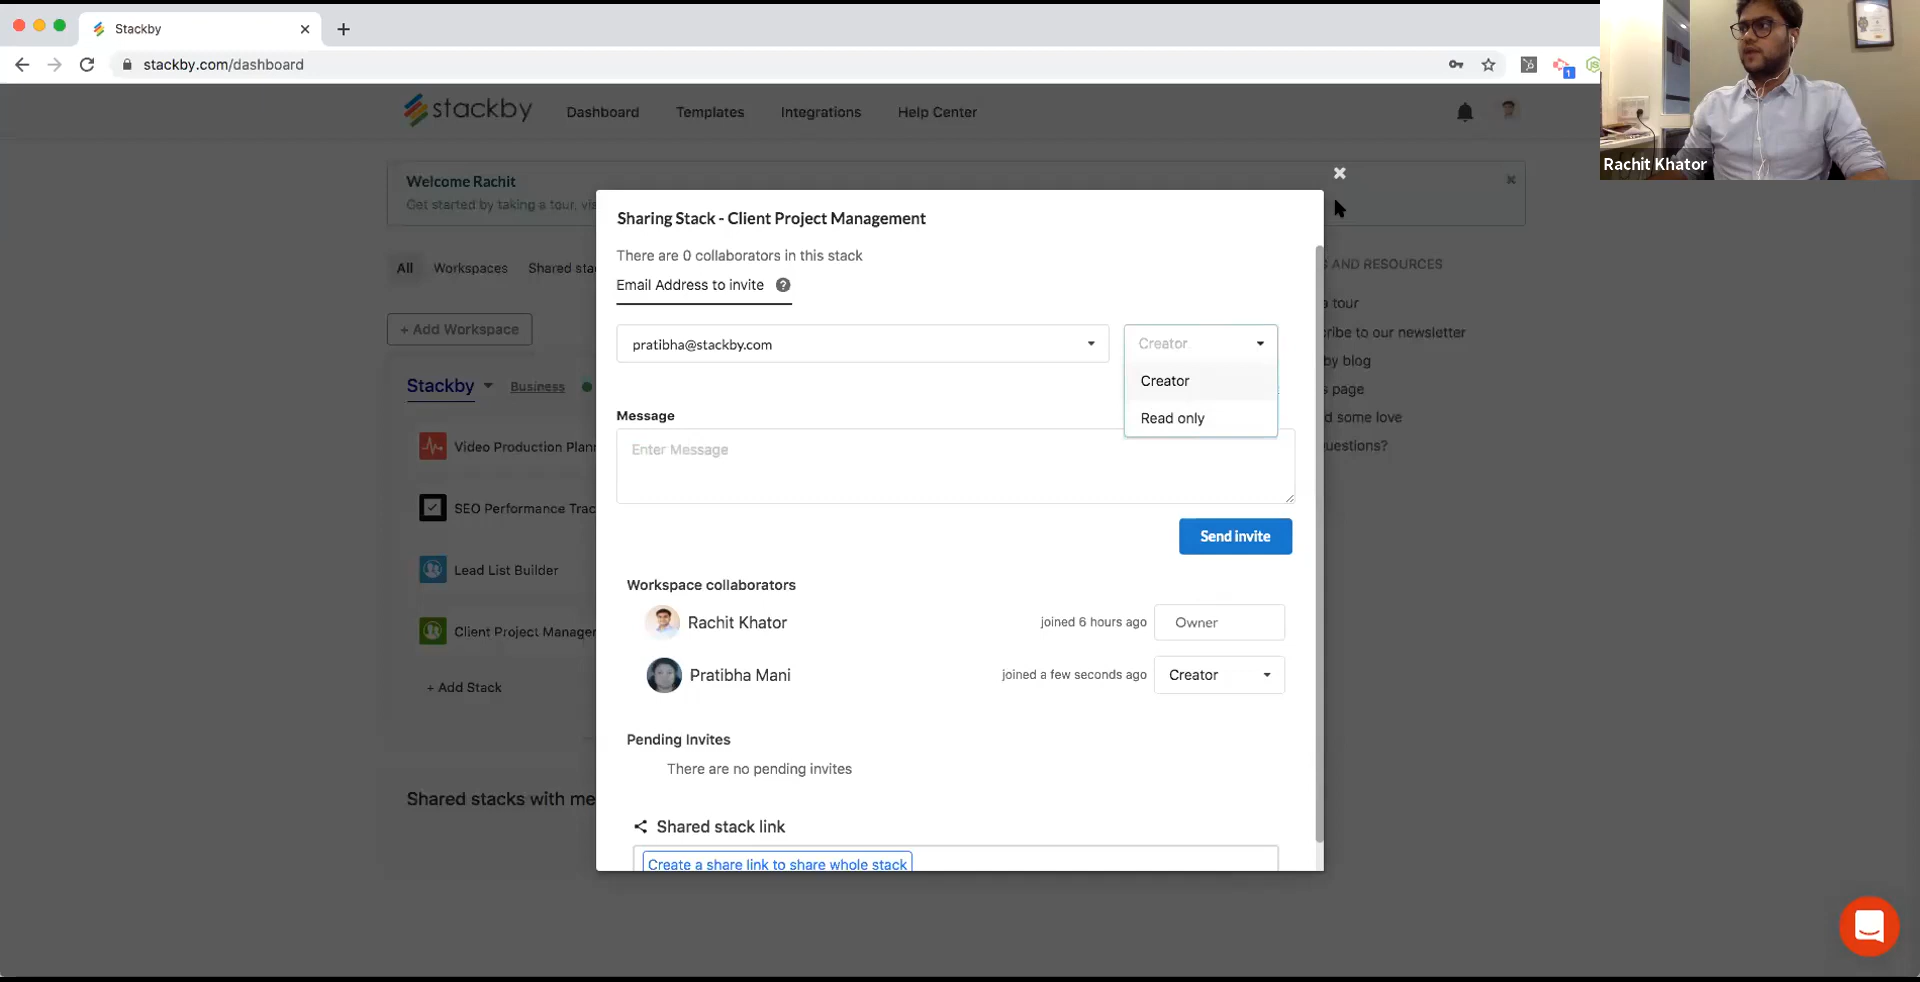 Stackby
stackby.com/dashboard
1
stackby
Dashboard
Templates
Integrations
Help Center
Rachit Khator
Welcome Rachit
Get started by taking a tour, vi
Sharing Stack - Client Project Management
There are 0 collaborators in this stack
All
Workspaces
Shared sta
S AND RESOURCES
Email Address to invite
?
a tour
+ Add Workspace
pratibha@stackby.com
Creator
cribe to our newsletter
by blog
Stackby
Business
Creator
s page
Message
Read only
d some love
Video Production Plan
Enter Message
uestions?
SEO Performance Trac
Send invite
Lead List Builder
Workspace collaborators
Client Project Manager
Rachit Khator
joined 6 hours ago
Owner
+ Add Stack
Pratibha Mani
joined a few seconds ago
Creator
Pending Invites
There are no pending invites
Shared stacks with me
Shared stack link
Create a share link to share whole stack